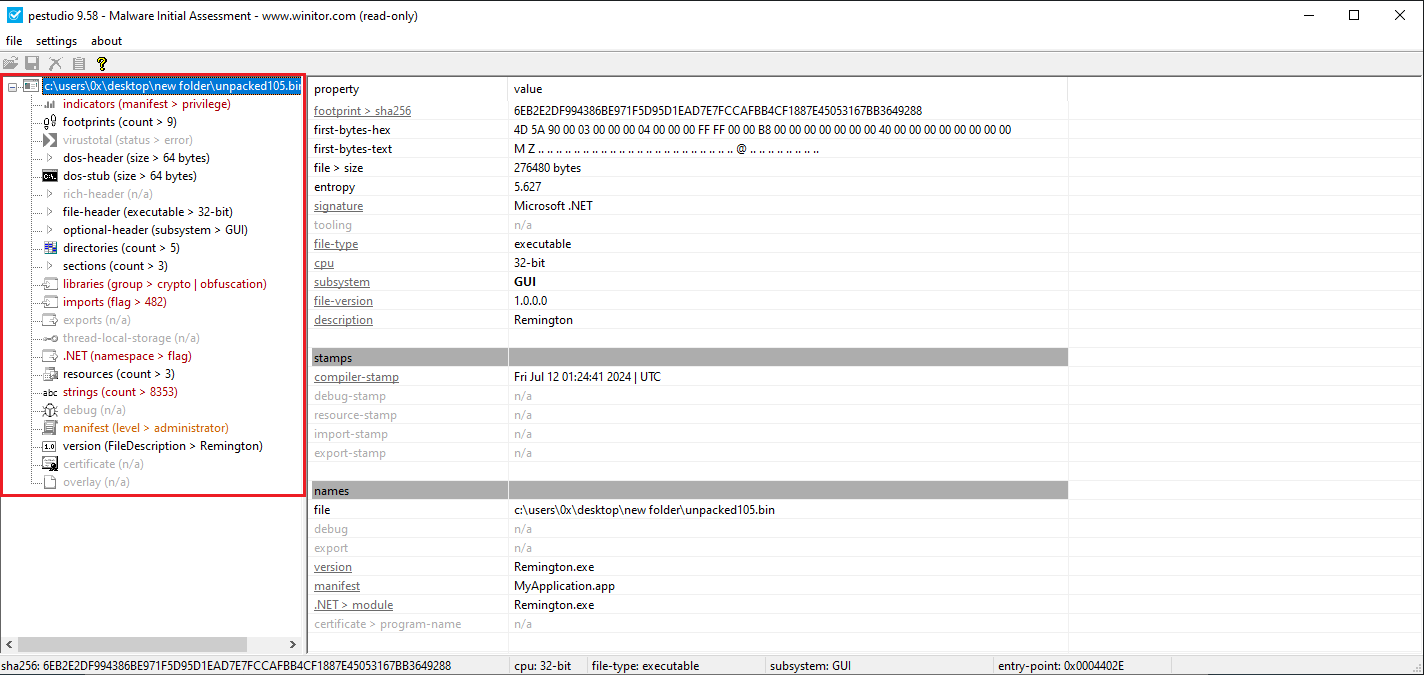 pestudio 9.58 - Malware Initial Assessment - www.winitor.com (read-only)
file settings about
c:\users\0x\desktop\new folder\unpacked105.bin
indicators (manifest > privilege)
footprints (count > 9)
virustotal (status > error)
dos-header (size > 64 bytes)
dos-stub (size > 64 bytes)
rich-header (n/a)
file-header (executable > 32-bit)
optional-header (subsystem > GUI)
directories (count > 5)
sections (count > 3)
libraries (group > crypto | obfuscation)
imports (flag > 482)
exports (n/a)
thread-local-storage (n/a)
.NET (namespace > flag)
resources (count > 3)
abc strings (count > 8353)
debug (n/a)
manifest (level > administrator)
1.0 version (FileDescription > Remington)
certificate (n/a)
overlay (n/a)
property value
footprint > sha256 6EB2E2DF994386BE971F5D95D1EAD7E7FCCAFBB4CF1887E45053167BB3649288
first-bytes-hex 4D 5A 90 00 03 00 00 00 04 00 00 00 FF FF 00 00 B8 00 00 00 00 00 00 00 40 00 00 00 00 00 00 00 00
first-bytes-text M Z .. .. .. .. .. .. .. .. .. .. .. .. .. .. .. .. .. .. .. .. .. .. @ .. .. .. .. .. .. .. ..
file > size 276480 bytes
entropy 5.627
signature Microsoft .NET
tooling n/a
file-type executable
cpu 32-bit
subsystem GUI
file-version 1.0.0.0
description Remington
stamps
compiler-stamp Fri Jul 12 01:24:41 2024 | UTC
debug-stamp n/a
resource-stamp n/a
import-stamp n/a
export-stamp n/a
names
file c:\users\0x\desktop\new folder\unpacked105.bin
debug n/a
export n/a
version Remington.exe
manifest MyApplication.app
.NET > module Remington.exe
certificate > program-name n/a
sha256: 6EB2E2DF994386BE971F5D95D1EAD7E7FCCAFBB4CF1887E45053167BB3649288 cpu: 32-bit file-type: executable subsystem: GUI entry-point: 0x0004402E